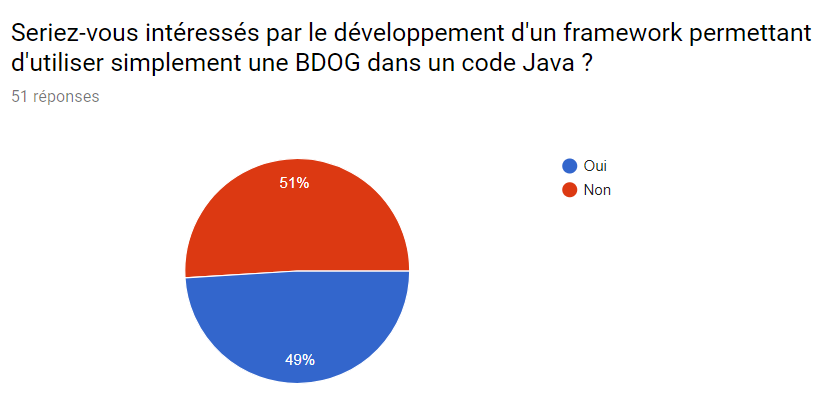 Seriez-vous intéressés par le développement d'un framework permettant
d'utiliser simplement une BDOG dans un code Java ?
51 réponses
Oui
Non
51%
49%